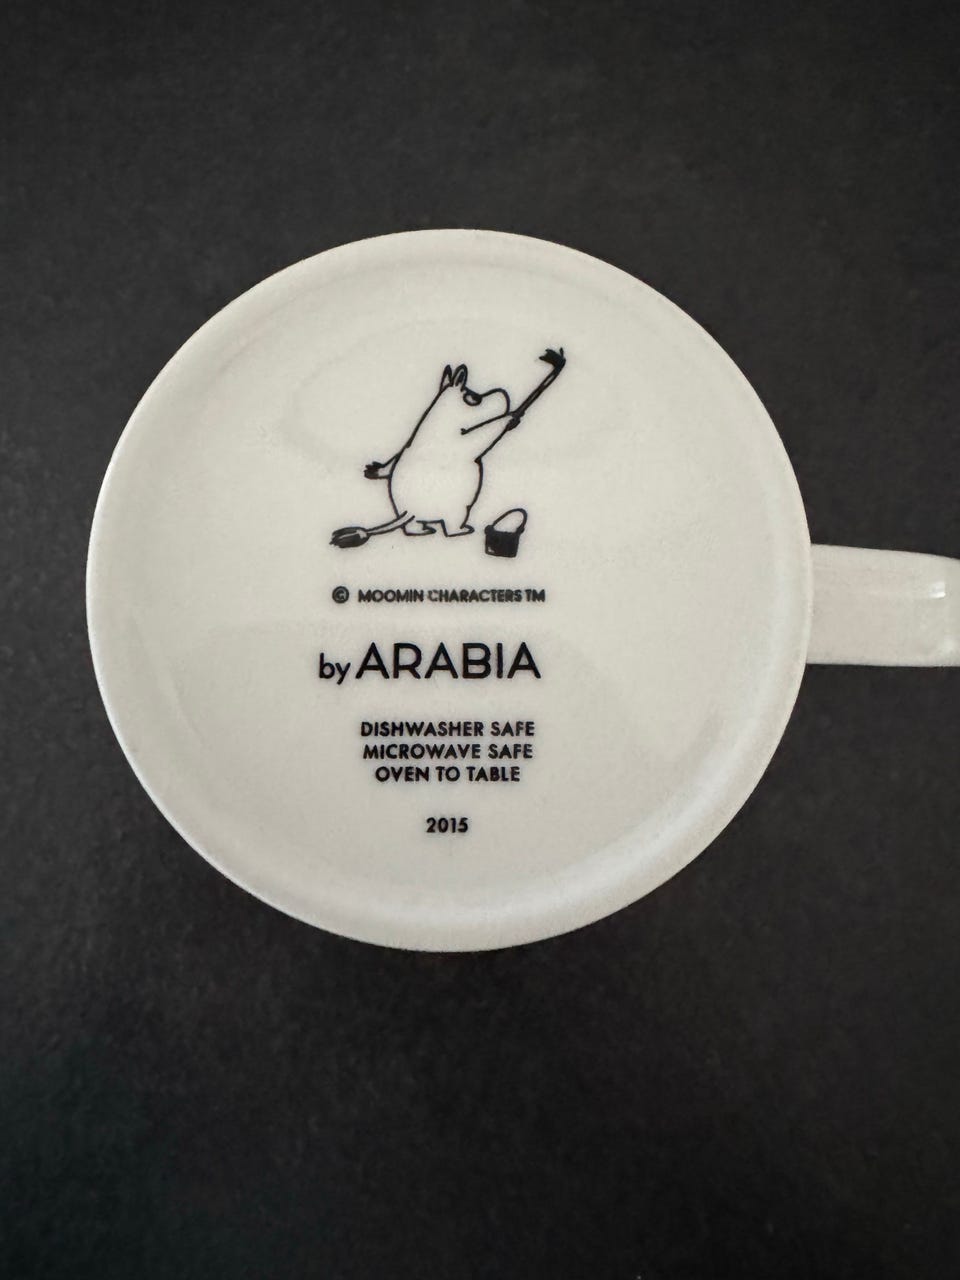 © MOOMIN CHARACTERS TM
by ARABIA
DISHWASHER SAFE
MICROWAVE SAFE
OVEN TO TABLE
2015